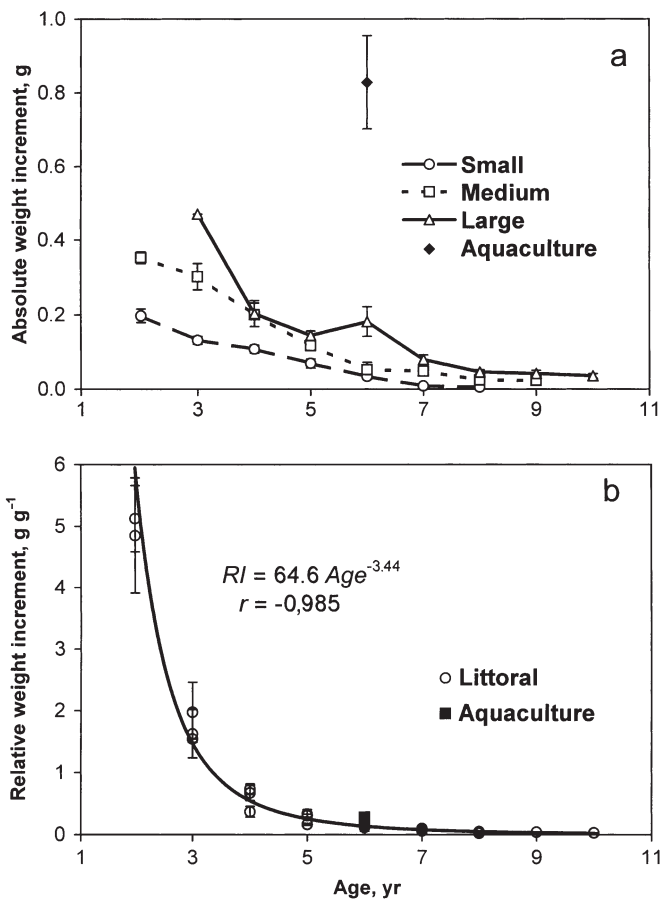 a
Absolute weight increment, g
1.0
0.8
0.6
0.4
0.2
0.0
Small
Medium
Large
Aquaculture
1 3 5 7 9 11
b
Relative weight increment, g g⁻¹
6
5
4
3
2
1
0
RI = 64.6 Age⁻³·⁴⁴
r = -0,985
Littoral
Aquaculture
1 3 5 7 9 11
Age, yr